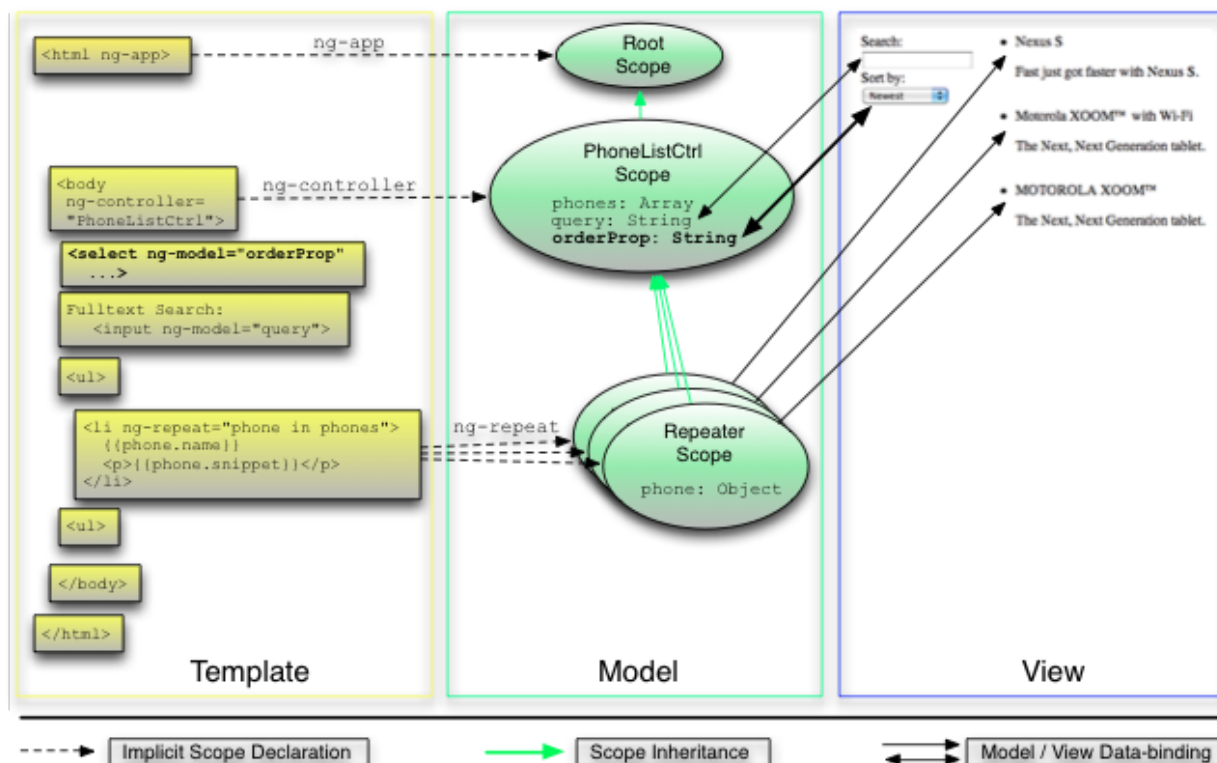 <html ng-app>
ng-app
Root
Scope
<body
ng-controller=
"PhoneListCtrl">
ng-controller
PhoneListCtrl
Scope
phones: Array
query: String
orderProp: String
<select ng-model="orderProp"
...>
Fulltext Search:
<input ng-model="query">
<ul>
<li ng-repeat="phone in phones">
{{phone.name}}
<p>{{phone.snippet}}</p>
</li>
ng-repeat
Repeater
Scope
phone: Object
<ul>
</body>
</html>
Search:
Sort by:
Newest
Nexus S
Fast just got faster with Nexus S.
Motorola XOOM™ with Wi-Fi
The Next, Next Generation tablet.
MOTOROLA XOOM™
The Next, Next Generation tablet.
Template
Model
View
Implicit Scope Declaration
Scope Inheritance
Model / View Data-binding